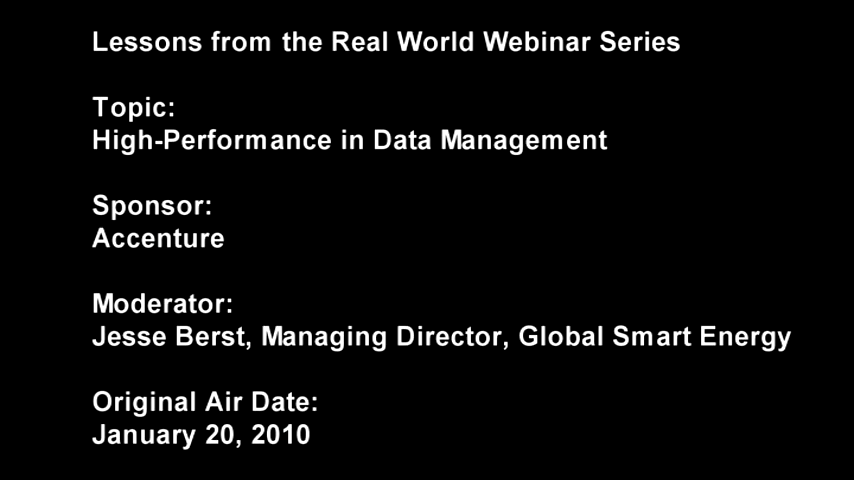 Lessons from the Real World Webinar Series
Topic:
High-Performance in Data Management
Sponsor:
Accenture
Moderator:
Jesse Berst, Managing Director, Global Smart Energy
Original Air Date:
January 20, 2010